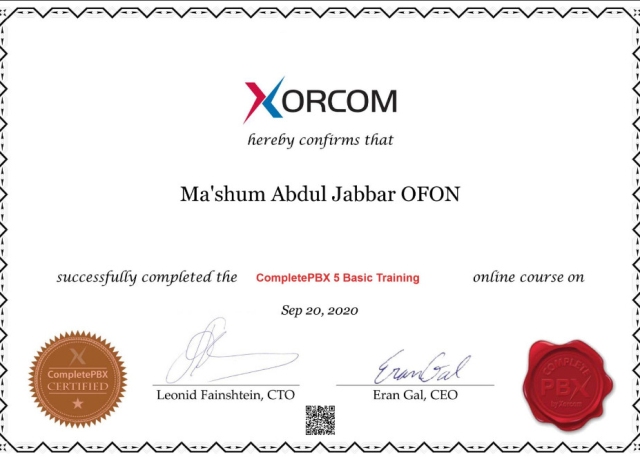 XORCOM
hereby confirms that
Ma'shum Abdul Jabbar OFON
successfully completed the CompletePBX 5 Basic Training online course on
Sep 20, 2020
CompletePBX
CERTIFIED
Eran Gal
Leonid Fainshtein, CTO
Eran Gal, CEO
COMPLETE
PBX
by Xorcom